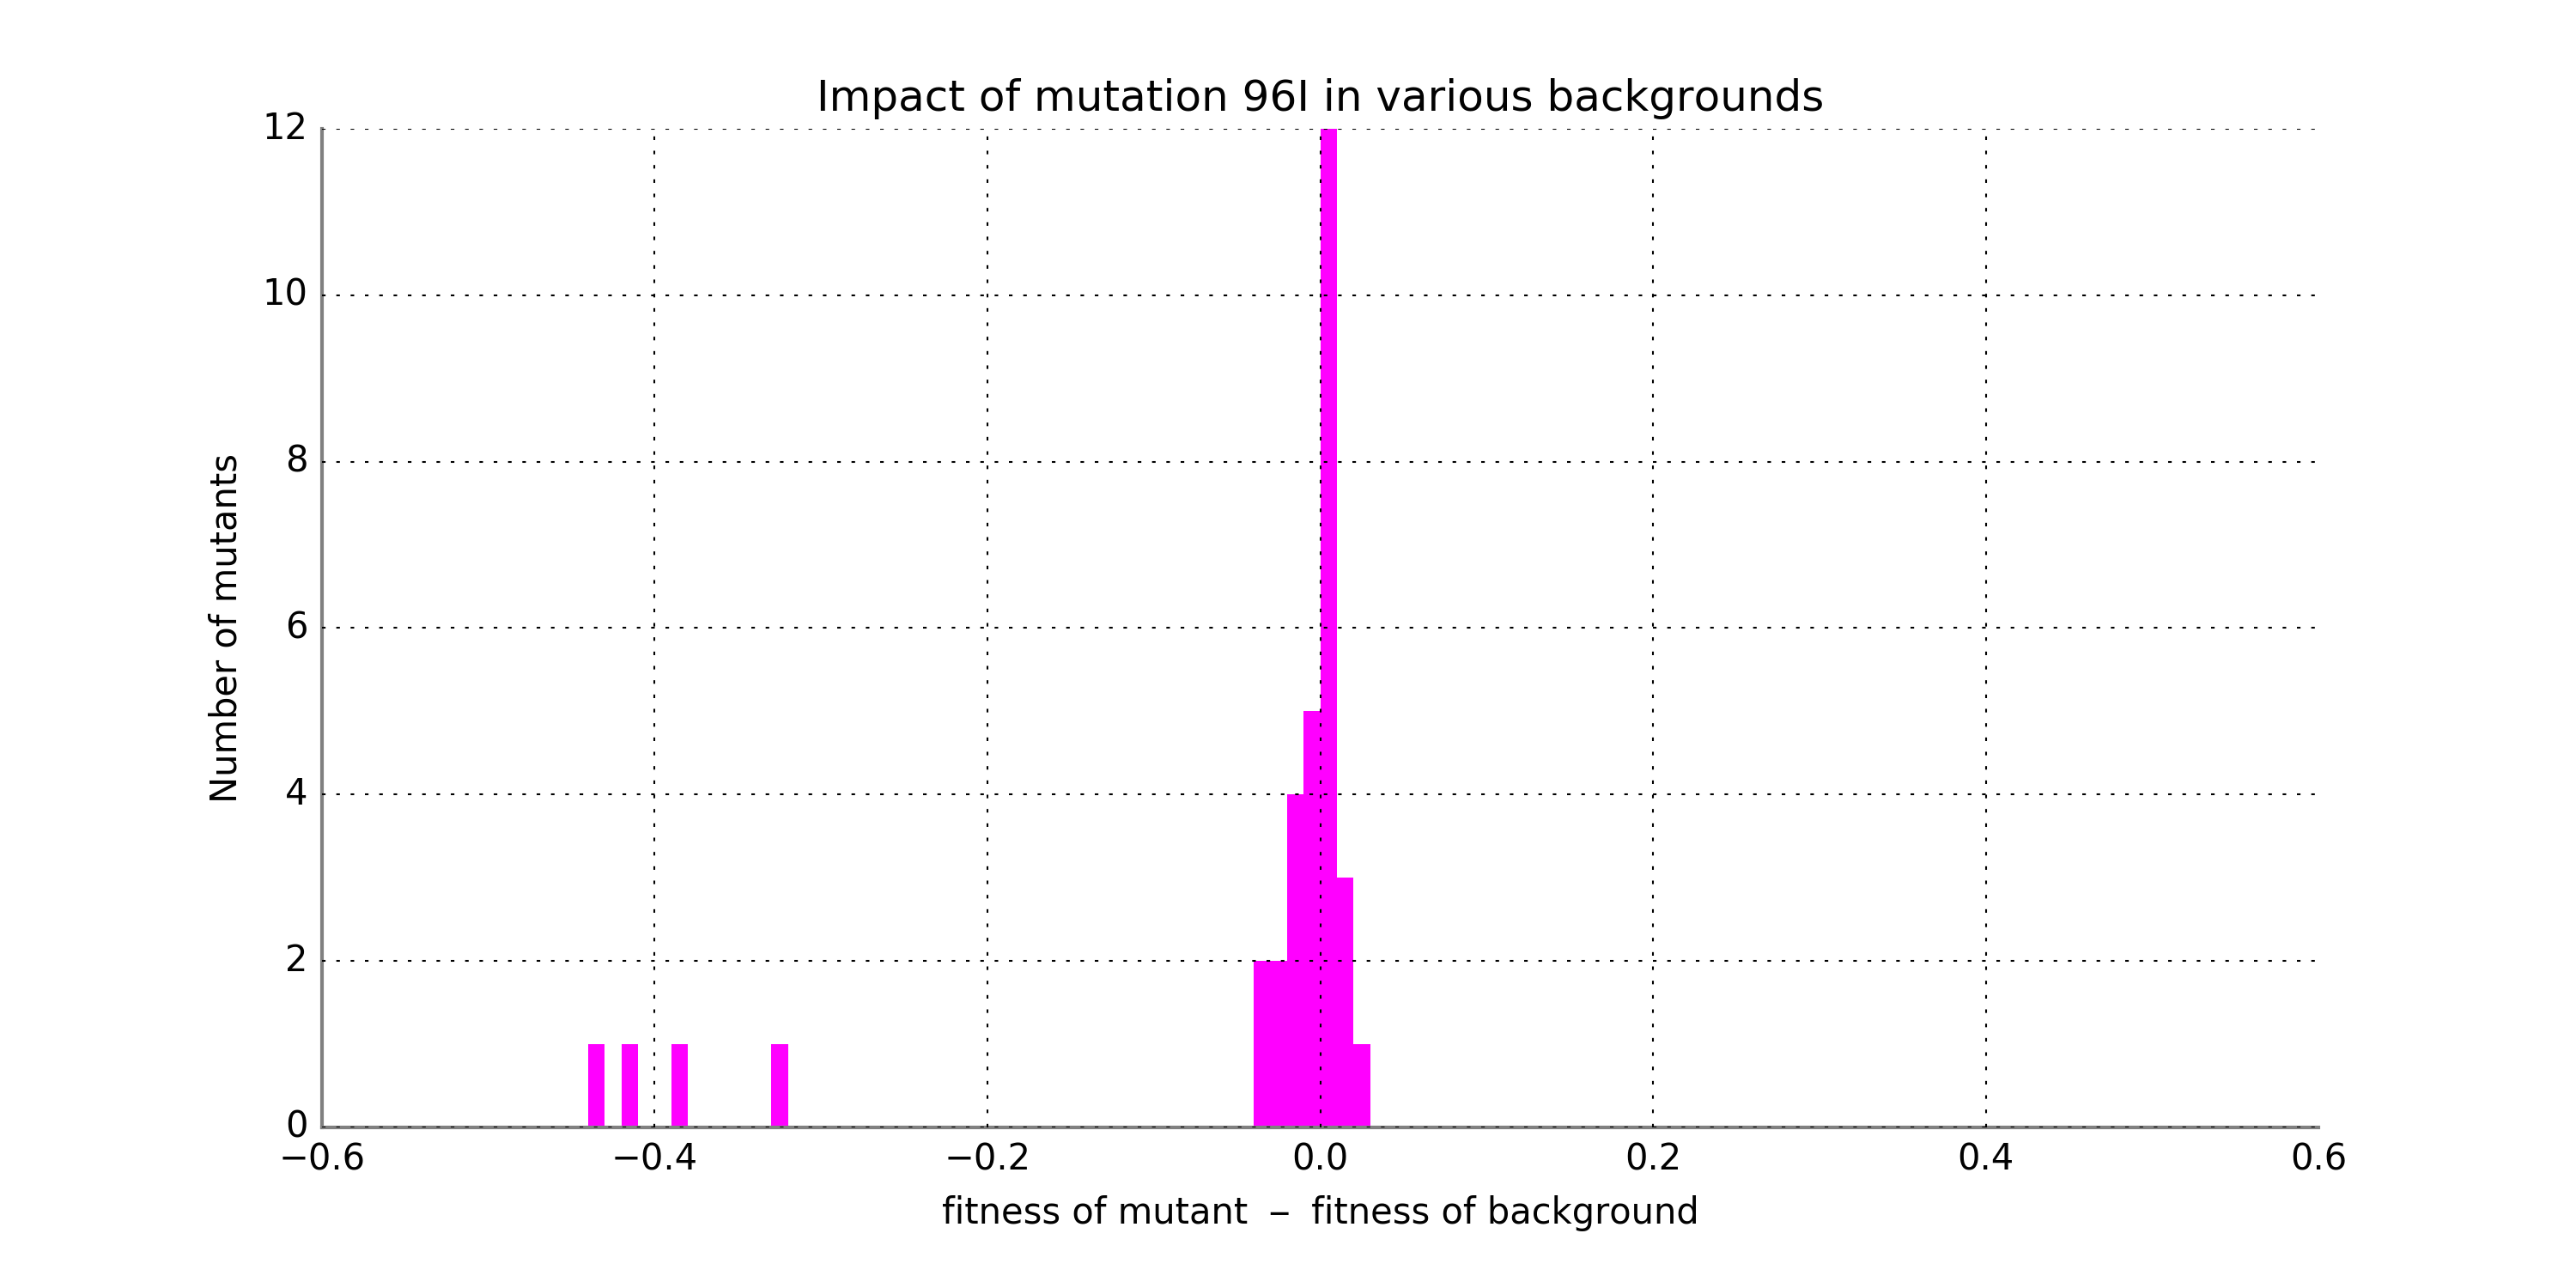 Impact of mutation 96I in various backgrounds
12
10
8
6
4
2
0
Number of mutants
−0.6 −0.4 −0.2 0.0 0.2 0.4 0.6
fitness of mutant − fitness of background